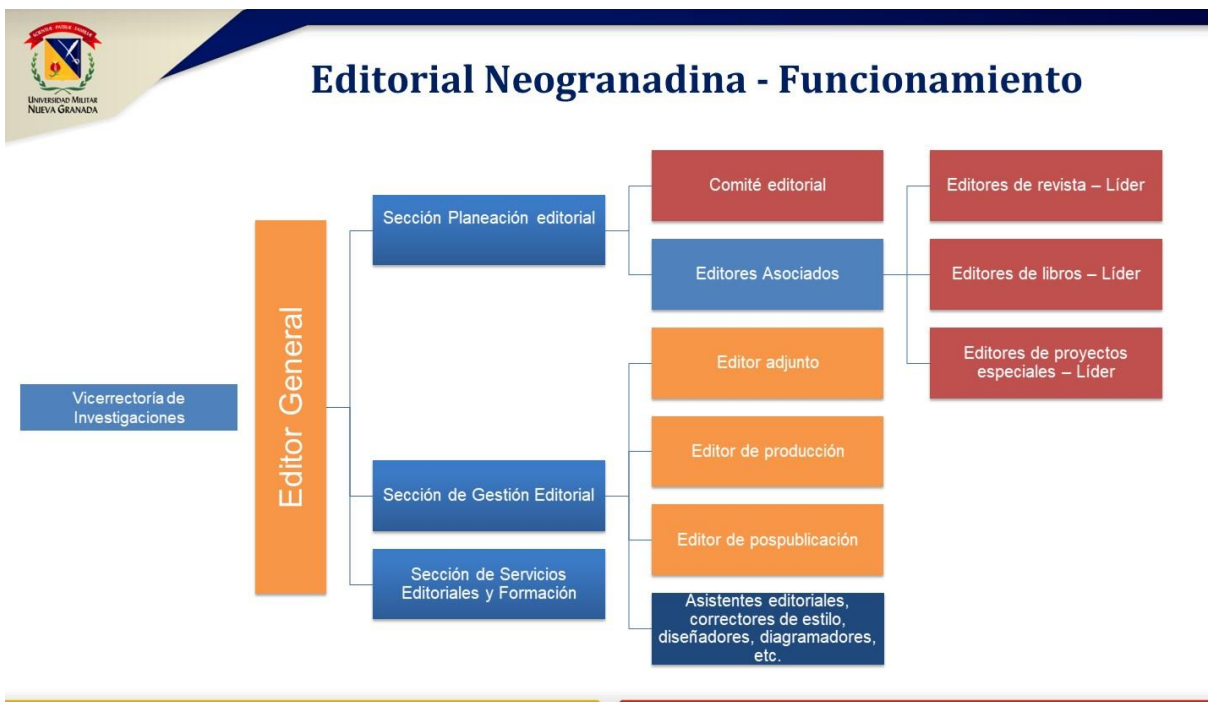 SCIENTIÆ PATRIÆ FAMILIÆ
UNIVERSIDAD MILITAR
NUEVA GRANADA
Editorial Neogranadina - Funcionamiento
Vicerrectoría de
Investigaciones
Editor General
Sección Planeación editorial
Sección de Gestión Editorial
Sección de Servicios
Editoriales y Formación
Comité editorial
Editores Asociados
Editor adjunto
Editor de producción
Editor de pospublicación
Asistentes editoriales,
correctores de estilo,
diseñadores, diagramadores,
etc.
Editores de revista – Líder
Editores de libros – Líder
Editores de proyectos
especiales – Líder